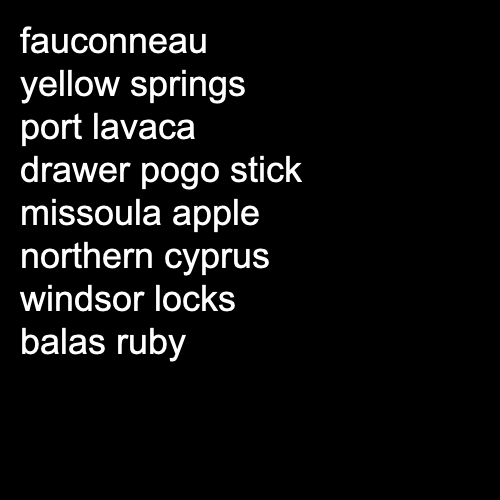 fauconneau
yellow springs
port lavaca
drawer pogo stick
missoula apple
northern cyprus
windsor locks
balas ruby